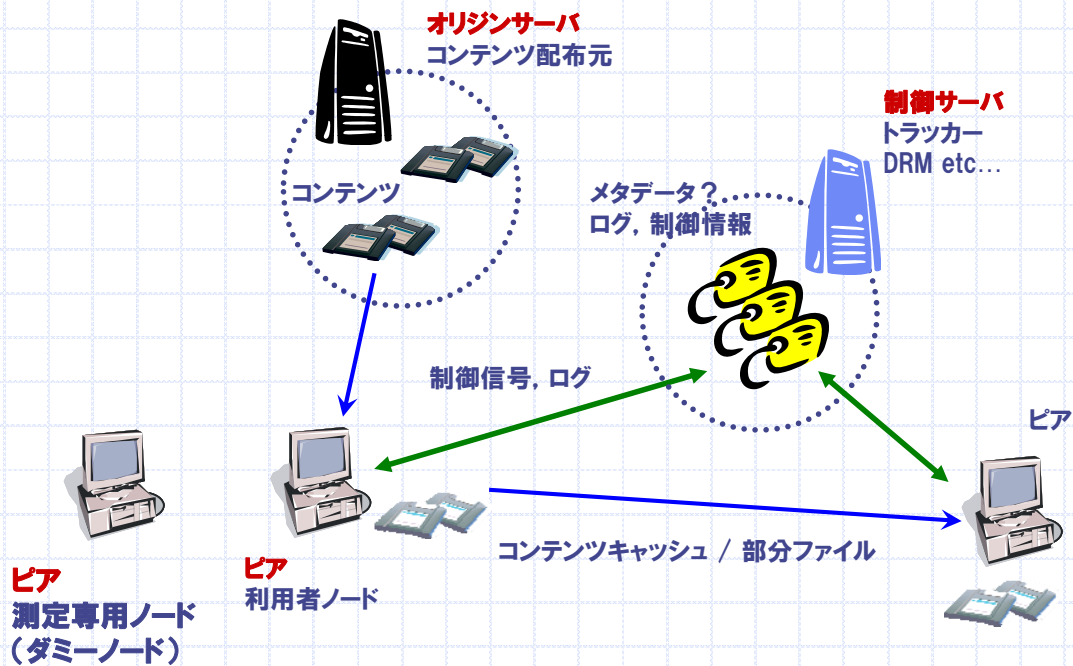 オリジンサーバ
コンテンツ配布元
制御サーバ
トラッカー
DRM etc...
コンテンツ
メタデータ？
ログ, 制御情報
制御信号, ログ
ピア
コンテンツキャッシュ / 部分ファイル
ピア
利用者ノード
ピア
測定専用ノード
（ダミーノード）